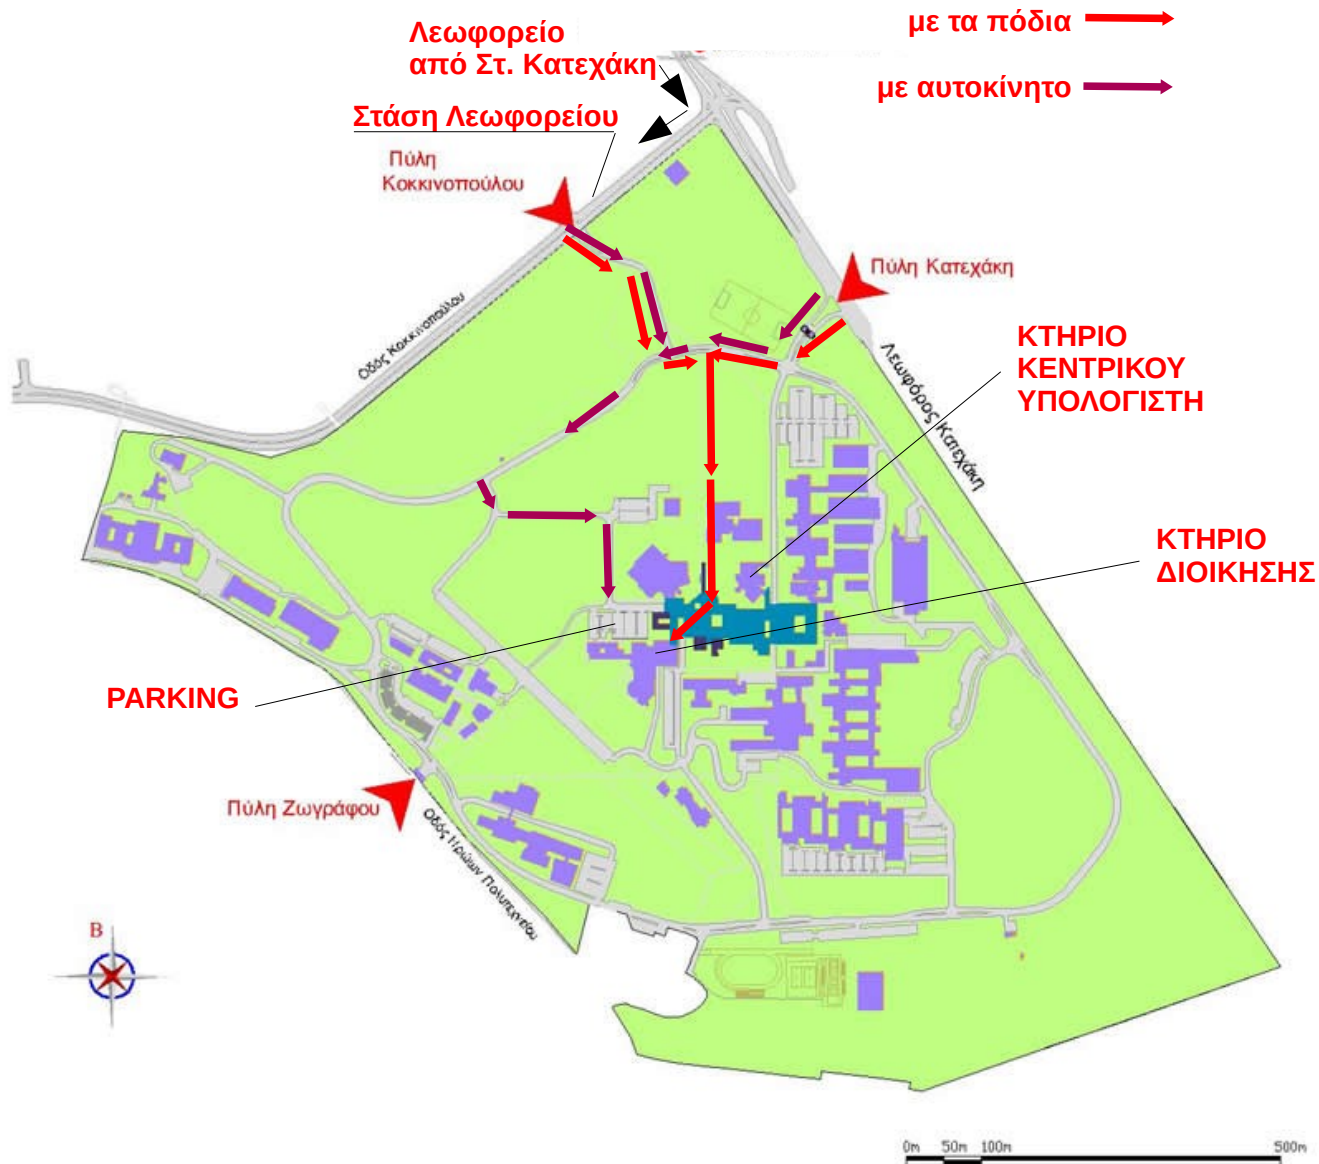 Λεωφορείο
από Στ. Κατεχάκη
με τα πόδια
με αυτοκίνητο
Στάση Λεωφορείου
Πύλη
Κοκκινοπούλου
Πύλη Κατεχάκη
Οδός Κοκκινοπούλου
Λεωφόρος Κατεχάκη
ΚΤΗΡΙΟ
ΚΕΝΤΡΙΚΟΥ
ΥΠΟΛΟΓΙΣΤΗ
ΚΤΗΡΙΟ
ΔΙΟΙΚΗΣΗΣ
PARKING
Πύλη Ζωγράφου
Οδός Ηρώων Πολυτεχνείου
Β
0m 50m 100m 500m